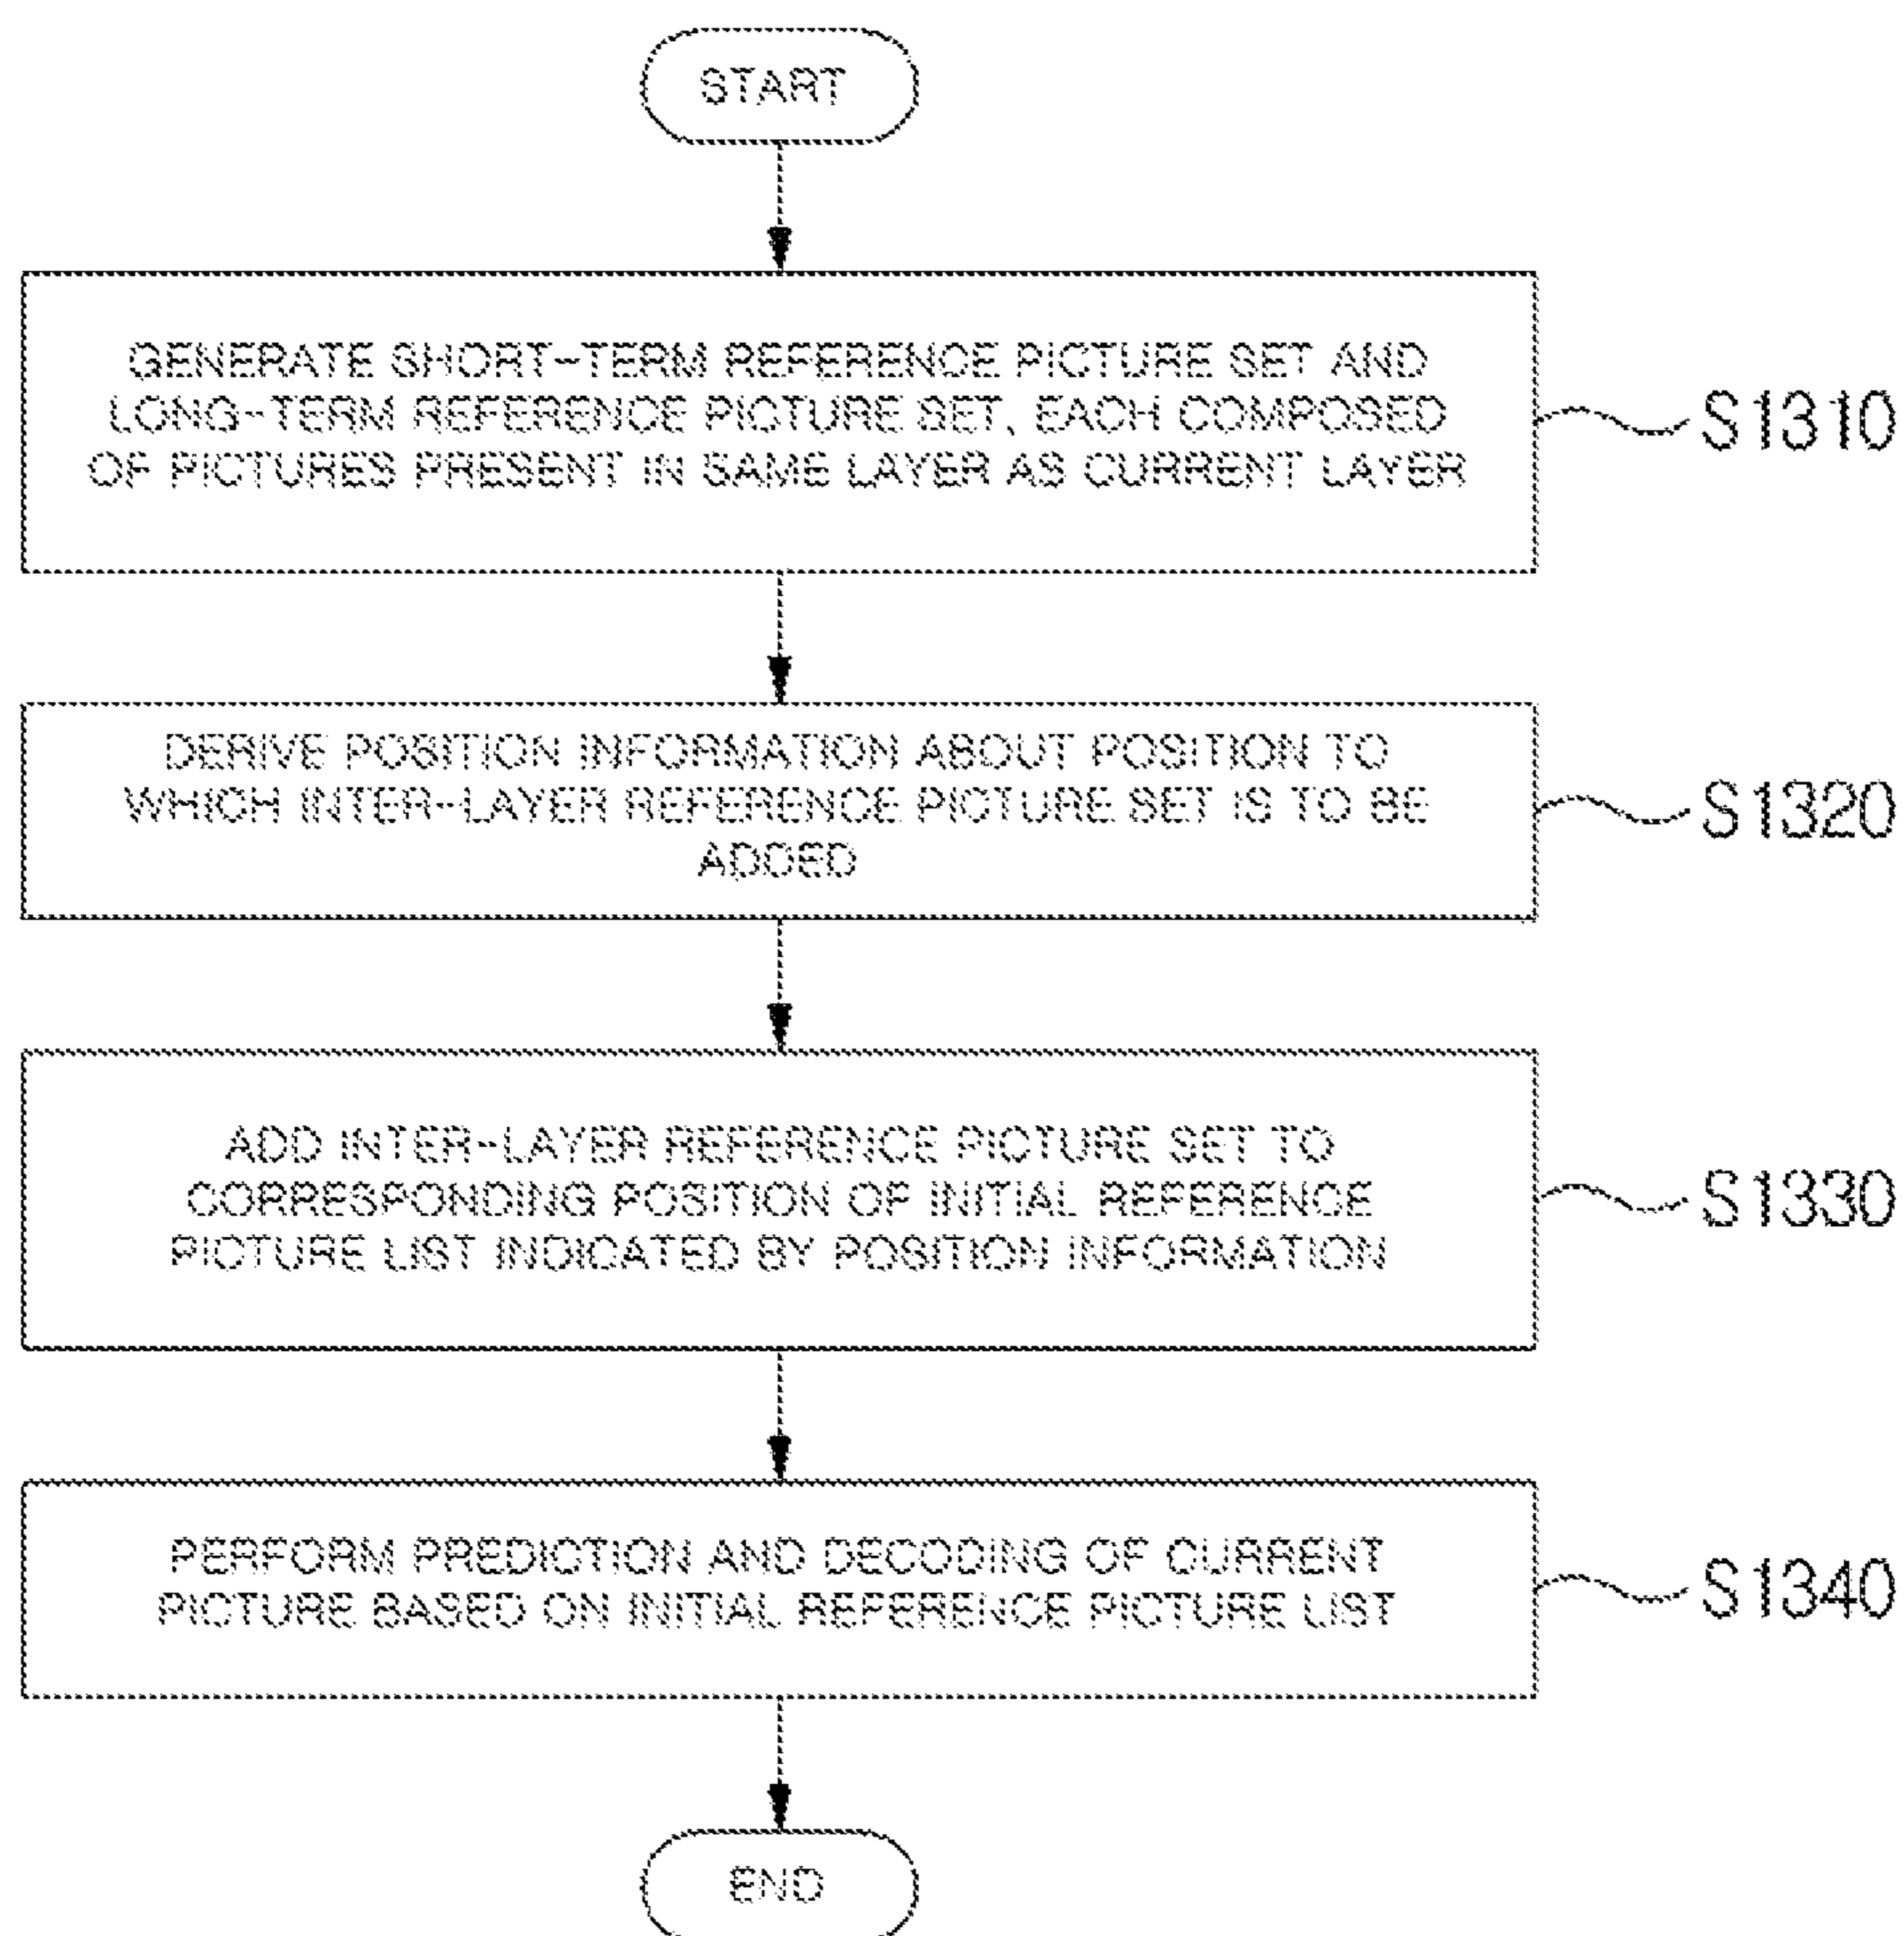 START
GENERATE SHORT-TERM REFERENCE PICTURE SET AND
LONG-TERM REFERENCE PICTURE SET, EACH COMPOSED
OF PICTURES PRESENT IN SAME LAYER AS CURRENT LAYER
S1310
DERIVE POSITION INFORMATION ABOUT POSITION TO
WHICH INTER-LAYER REFERENCE PICTURE SET IS TO BE
ADDED
S1320
ADD INTER-LAYER REFERENCE PICTURE SET TO
CORRESPONDING POSITION OF INITIAL REFERENCE
PICTURE LIST INDICATED BY POSITION INFORMATION
S1330
PERFORM PREDICTION AND DECODING OF CURRENT
PICTURE BASED ON INITIAL REFERENCE PICTURE LIST
S1340
END